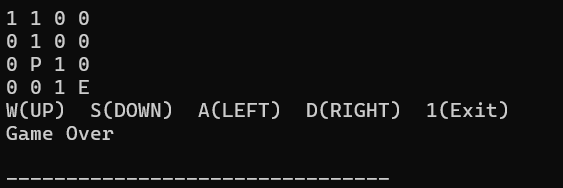 1 1 0 0
0 1 0 0
0 P 1 0
0 0 1 E
W(UP)  S(DOWN)  A(LEFT)  D(RIGHT)  1(Exit)
Game Over
________________________________